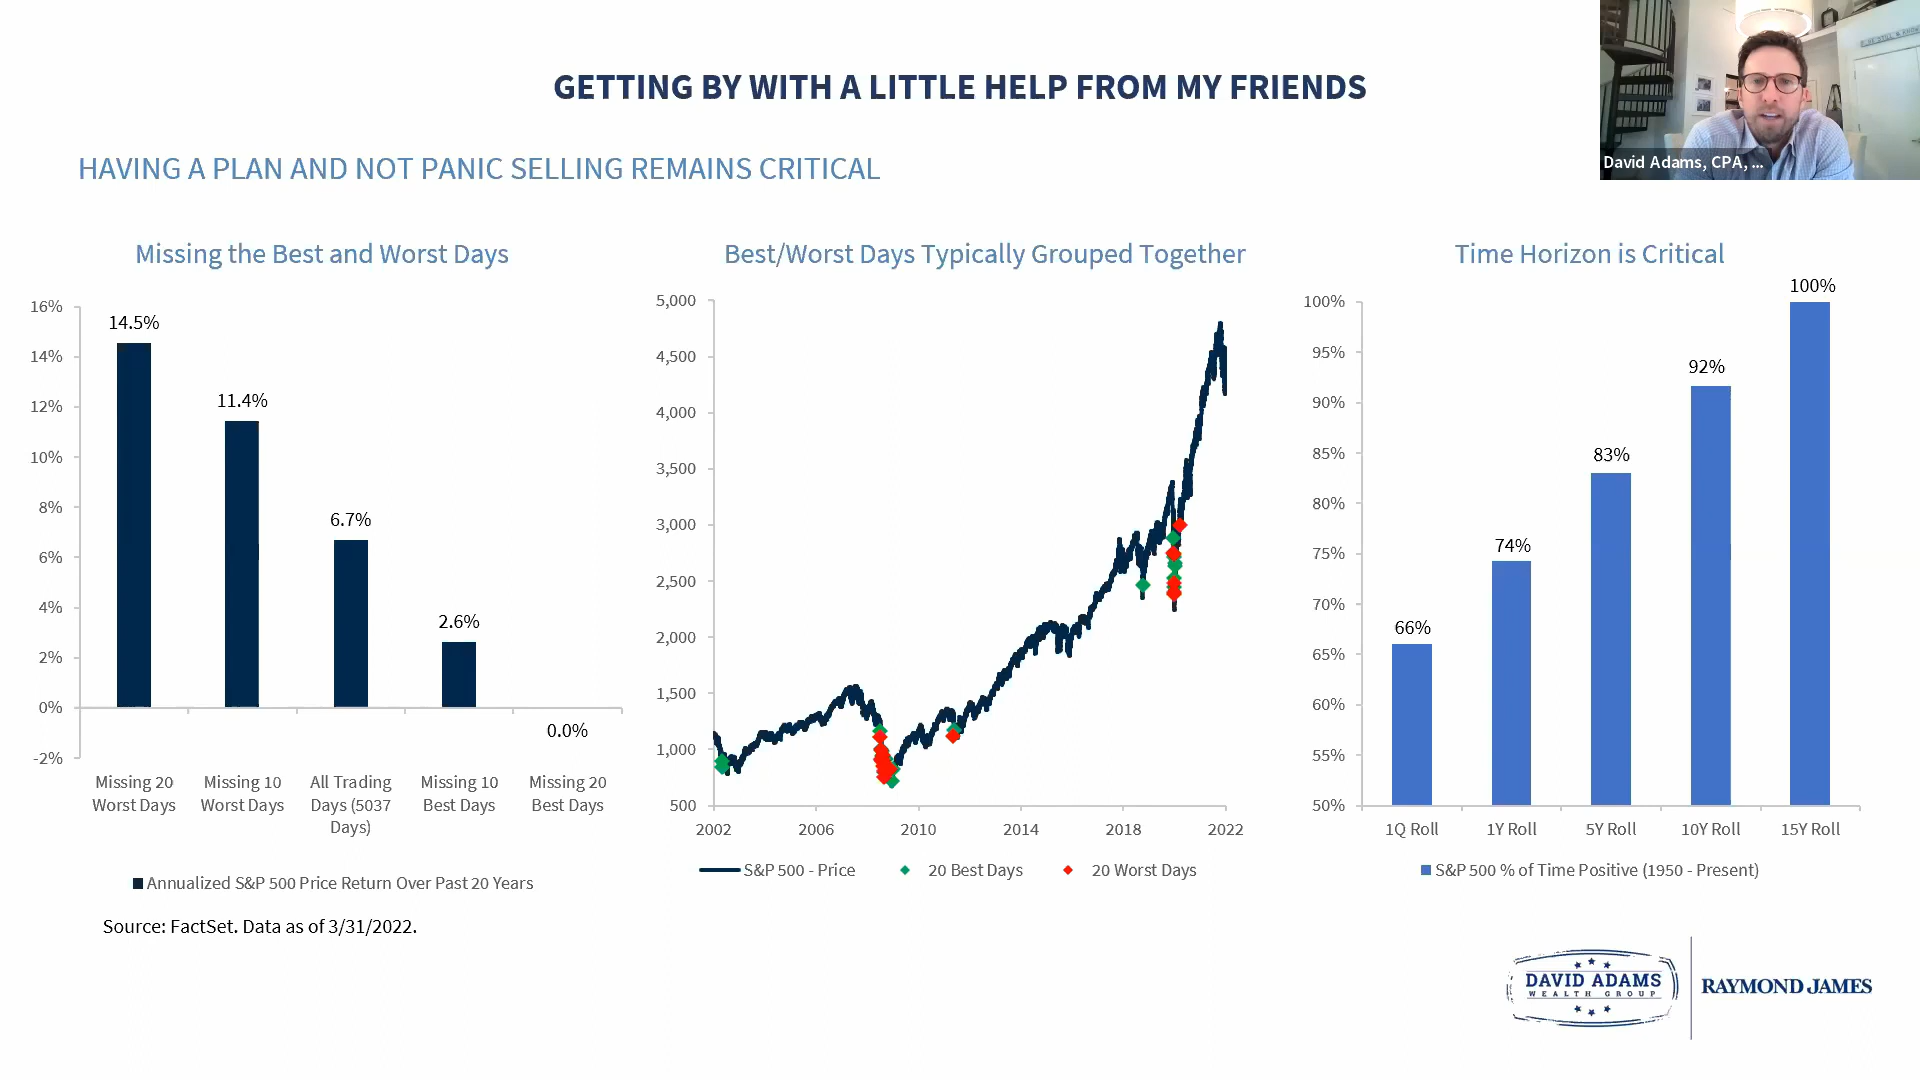 GETTING BY WITH A LITTLE HELP FROM MY FRIENDS
David Adams, CPA, ...
HAVING A PLAN AND NOT PANIC SELLING REMAINS CRITICAL
Missing the Best and Worst Days
16%
14%
12%
10%
8%
6%
4%
2%
0%
-2%
14.5%
11.4%
6.7%
2.6%
0.0%
Missing 20
Worst Days
Missing 10
Worst Days
All Trading
Days (5037
Days)
Missing 10
Best Days
Missing 20
Best Days
Annualized S&P 500 Price Return Over Past 20 Years
Source: FactSet. Data as of 3/31/2022.
Best/Worst Days Typically Grouped Together
5,000
4,500
4,000
3,500
3,000
2,500
2,000
1,500
1,000
500
2002
2006
2010
2014
2018
2022
S&P 500 - Price
20 Best Days
20 Worst Days
Time Horizon is Critical
100%
95%
90%
85%
80%
75%
70%
65%
60%
55%
50%
66%
74%
83%
92%
100%
1Q Roll
1Y Roll
5Y Roll
10Y Roll
15Y Roll
S&P 500 % of Time Positive (1950 - Present)
DAVID ADAMS
WEALTH GROUP
RAYMOND JAMES